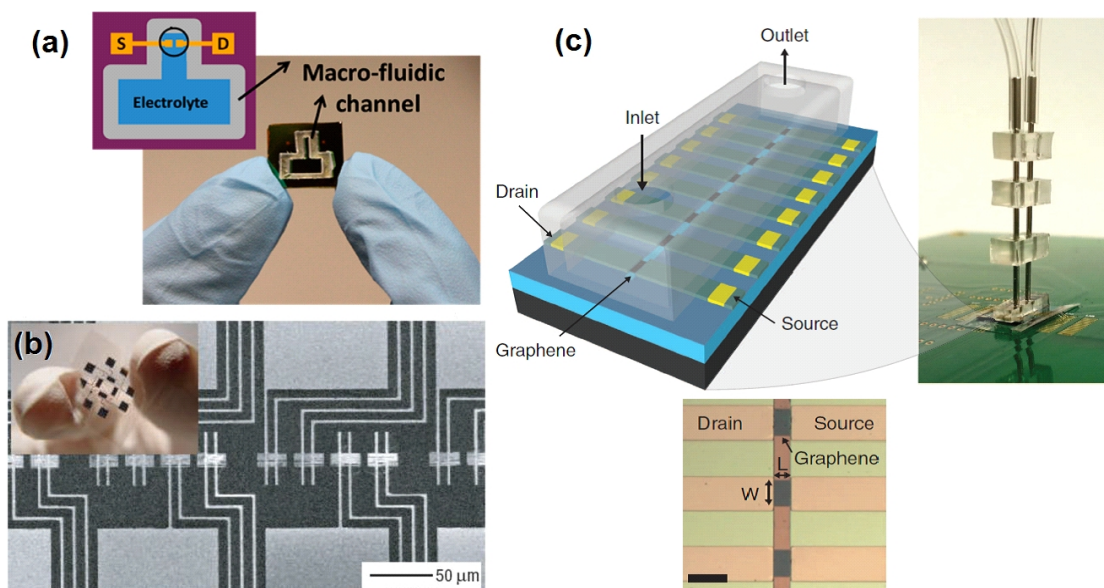 (a)
S
D
Electrolyte
Macro-fluidic
channel
(b)
50 μm
(c)
Outlet
Inlet
Drain
Graphene
Source
Drain
Source
Graphene
L
W